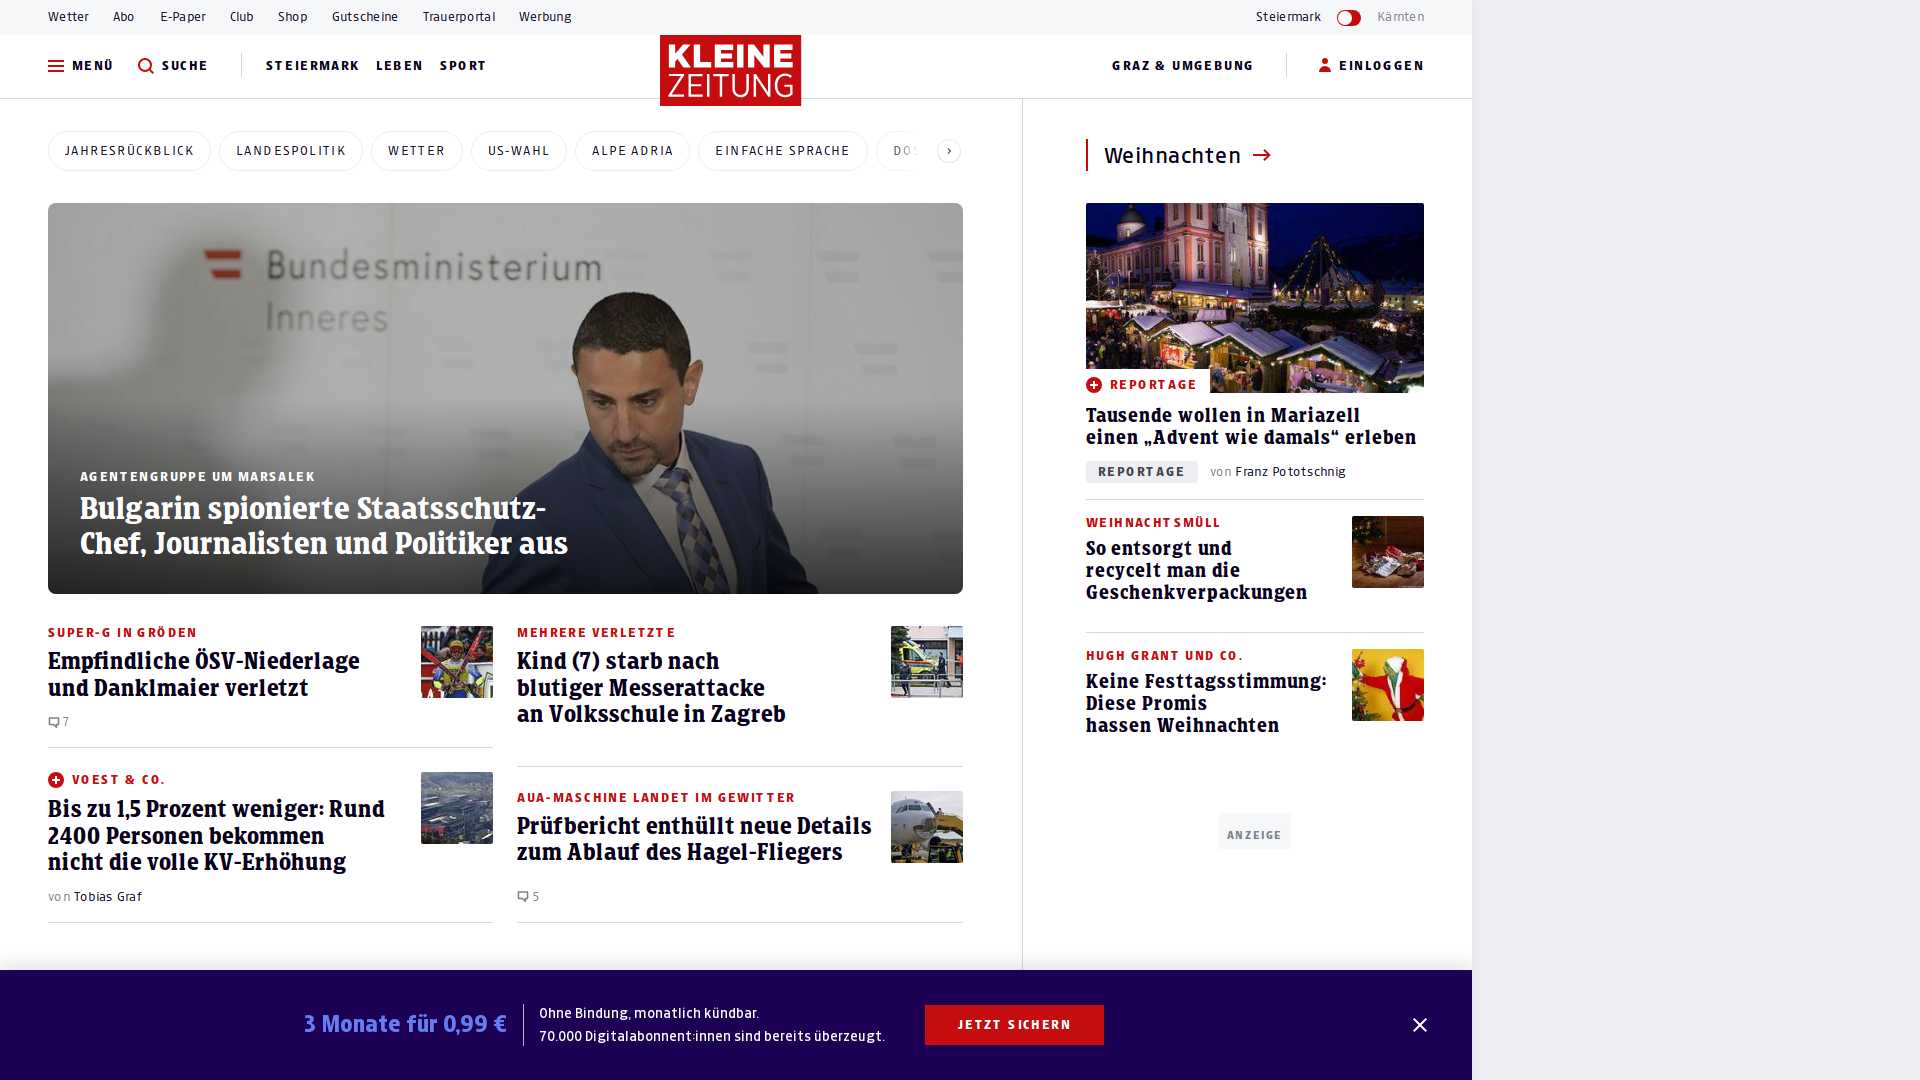 Wetter Abo E-Paper Club Shop Gutscheine Trauerportal Werbung Steiermark Kärnten
MENÜ SUCHE STEIERMARK LEBEN SPORT KLEINE ZEITUNG GRAZ & UMGEBUNG EINLOGGEN
JAHRESRÜCKBLICK LANDESPOLITIK WETTER US-WAHL ALPE ADRIA EINFACHE SPRACHE
Bundesministerium
Inneres
AGENTENGRUPPE UM MARSALEK
Bulgarin spionierte Staatsschutz-
Chef, Journalisten und Politiker aus
SUPER-G IN GRÖDEN
Empfindliche ÖSV-Niederlage
und Danklmaier verletzt
7
MEHRERE VERLETZTE
Kind (7) starb nach
blutiger Messerattacke
an Volksschule in Zagreb
VOEST & CO.
Bis zu 1,5 Prozent weniger: Rund
2400 Personen bekommen
nicht die volle KV-Erhöhung
von Tobias Graf
AUA-MASCHINE LANDET IM GEWITTER
Prüfbericht enthüllt neue Details
zum Ablauf des Hagel-Fliegers
5
Weihnachten
REPORTAGE
Tausende wollen in Mariazell
einen „Advent wie damals“ erleben
REPORTAGE von Franz Pototschnig
WEIHNACHTSMÜLL
So entsorgt und
recycelt man die
Geschenkverpackungen
HUGH GRANT UND CO.
Keine Festtagsstimmung:
Diese Promis
hassen Weihnachten
ANZEIGE
3 Monate für 0,99 €
Ohne Bindung, monatlich kündbar.
70.000 Digitalabonnent:innen sind bereits überzeugt.
JETZT SICHERN